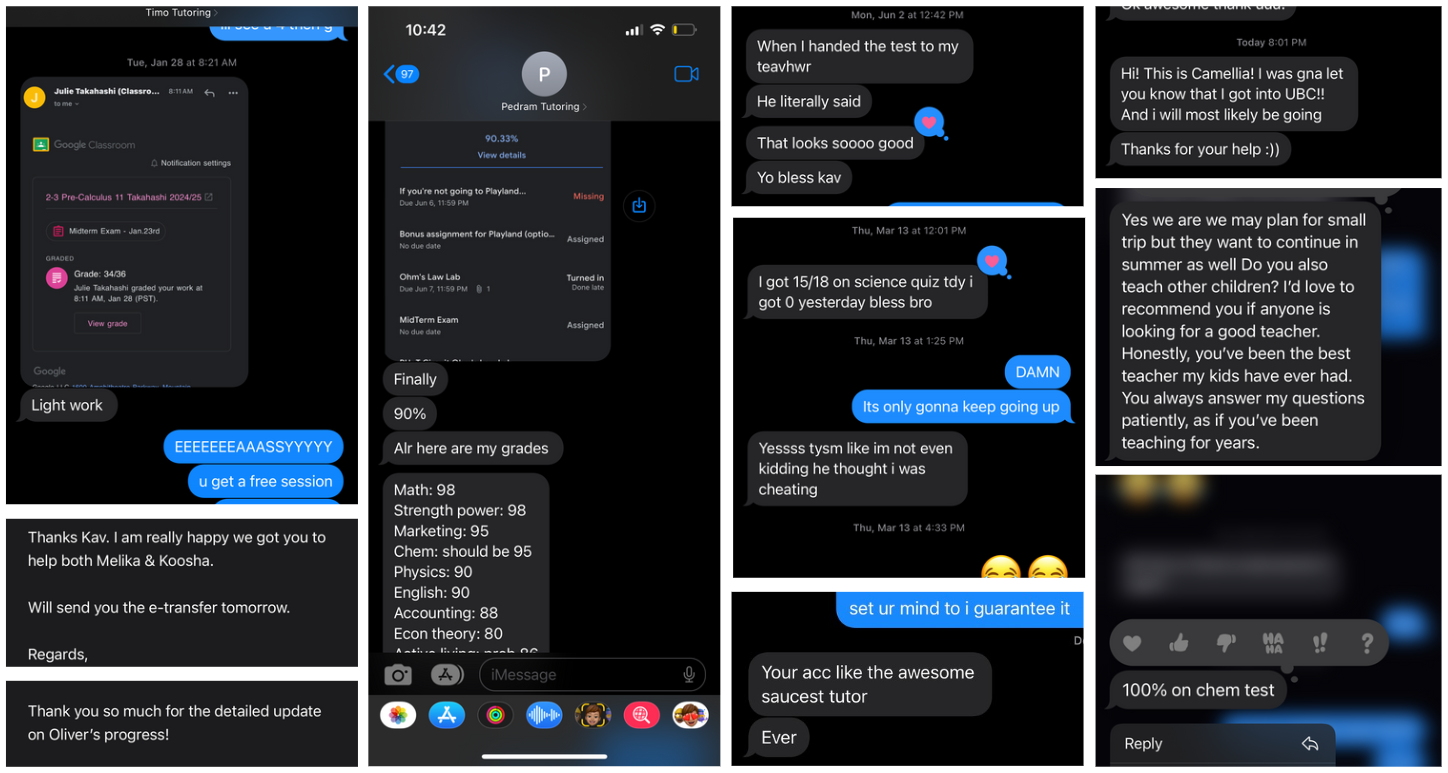 Timo Tutoring >
Tue, Jan 28 at 8:21 AM
Julie Takahashi (Classro...
8:11 AM
to me
Google Classroom
Notification settings
2-3 Pre-Calculus 11 Takahashi 2024/25
Midterm Exam - Jan.23rd
GRADED
Grade: 34/36
Julie Takahashi graded your work at
8:11 AM, Jan 28 (PST).
View grade
Google
Light work
EEEEEEEAAASSYYYYY
u get a free session
Thanks Kav. I am really happy we got you to
help both Melika & Koosha.
Will send you the e-transfer tomorrow.
Regards,
Thank you so much for the detailed update
on Oliver's progress!
10:42
97
P
Pedram Tutoring >
90.33%
View details
If you're not going to Playland...
Due Jun 6, 11:59 PM
Missing
Bonus assignment for Playland (optio...
No due date
Assigned
Ohm's Law Lab
Due Jun 7, 11:59 PM
1
Turned in
Done late
MidTerm Exam
No due date
Assigned
Finally
90%
Alr here are my grades
Math: 98
Strength power: 98
Marketing: 95
Chem: should be 95
Physics: 90
English: 90
Accounting: 88
Econ theory: 80
iMessage
Mon, Jun 2 at 12:42 PM
When I handed the test to my
teavhwr
He literally said
That looks soooo good
Yo bless kav
Thu, Mar 13 at 12:01 PM
I got 15/18 on science quiz tdy i
got 0 yesterday bless bro
Thu, Mar 13 at 1:25 PM
DAMN
Its only gonna keep going up
Yessss tysm like im not even
kidding he thought i was
cheating
Thu, Mar 13 at 4:33 PM
set ur mind to i guarantee it
Your acc like the awesome
saucest tutor
Ever
Today 8:01 PM
Hi! This is Camellia! I was gna let
you know that I got into UBC!!
And i will most likely be going
Thanks for your help :))
Yes we are we may plan for small
trip but they want to continue in
summer as well Do you also
teach other children? I'd love to
recommend you if anyone is
looking for a good teacher.
Honestly, you've been the best
teacher my kids have ever had.
You always answer my questions
patiently, as if you've been
teaching for years.
HA HA
!!
?
100% on chem test
Reply